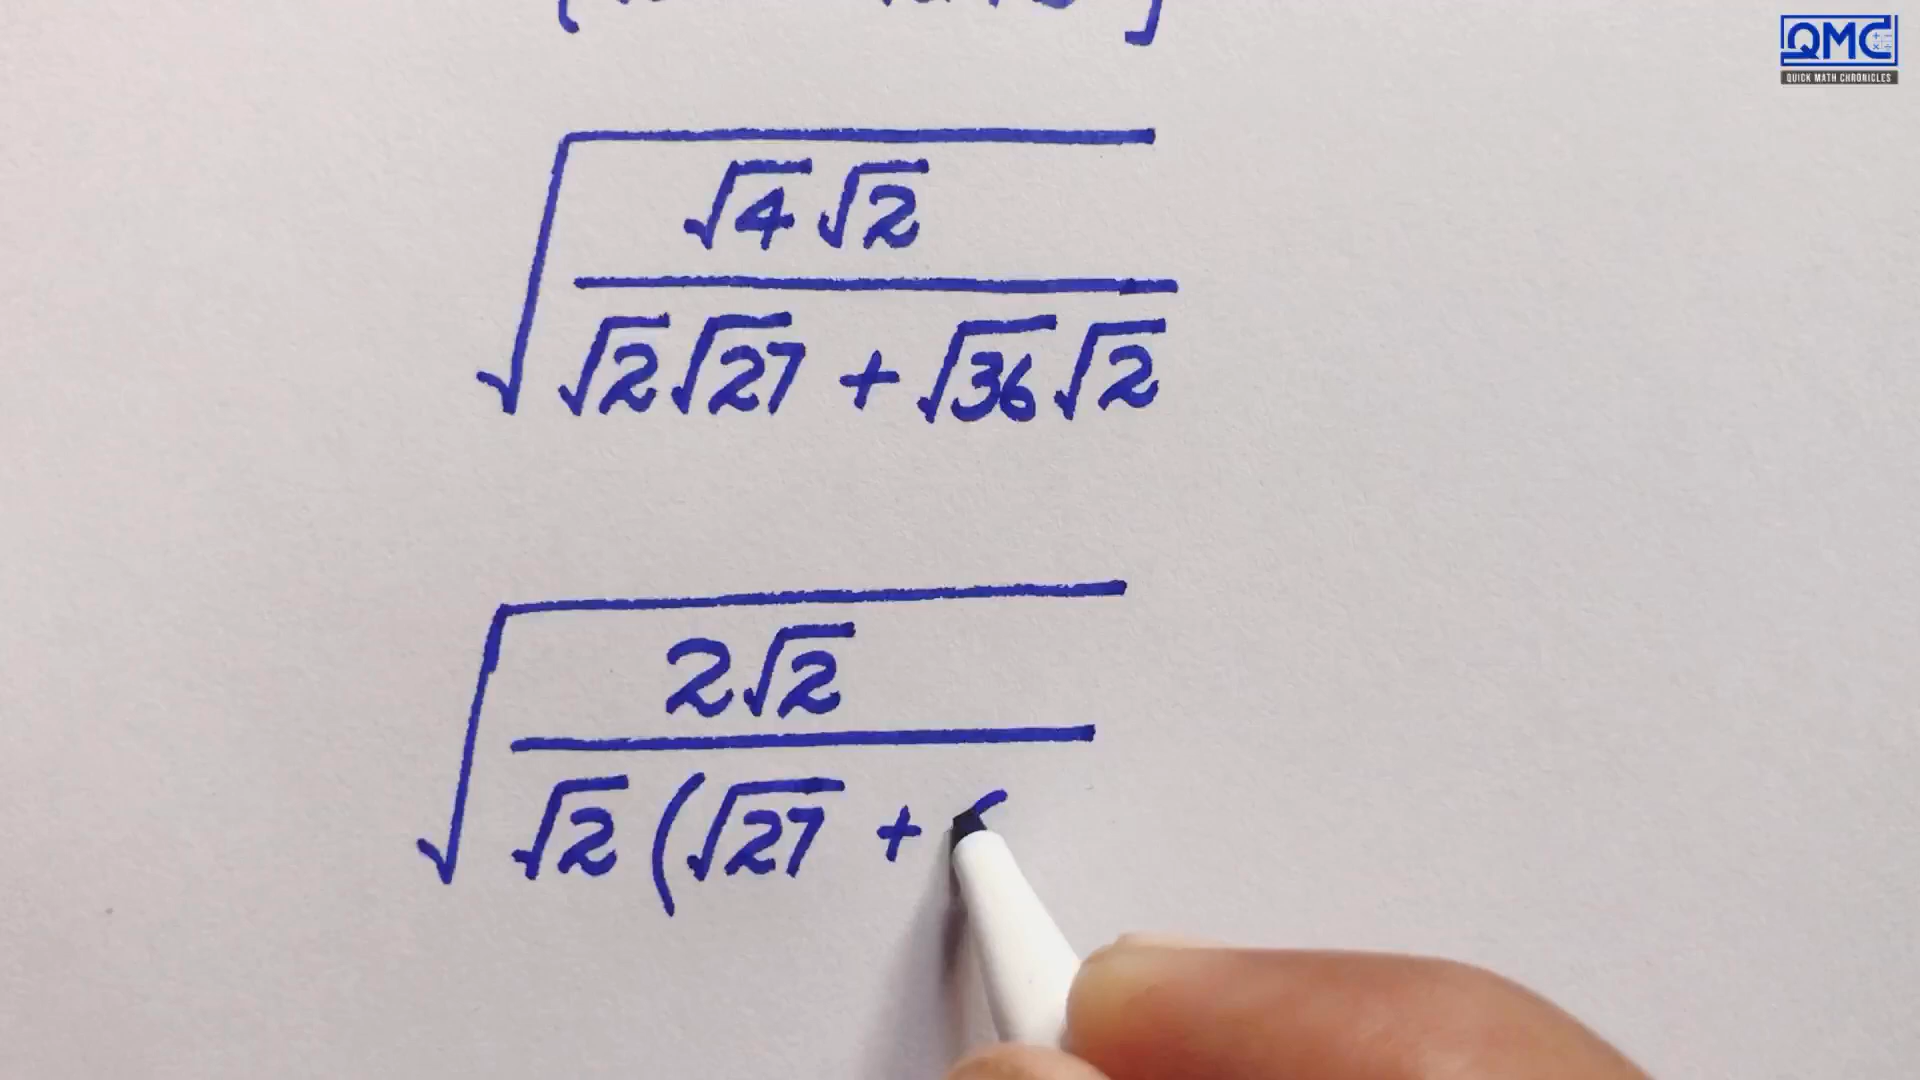 QMC
QUICK MATH CHRONICLES
√4 √2
√2 √27 + √36 √2
2√2
√2 (√27 +